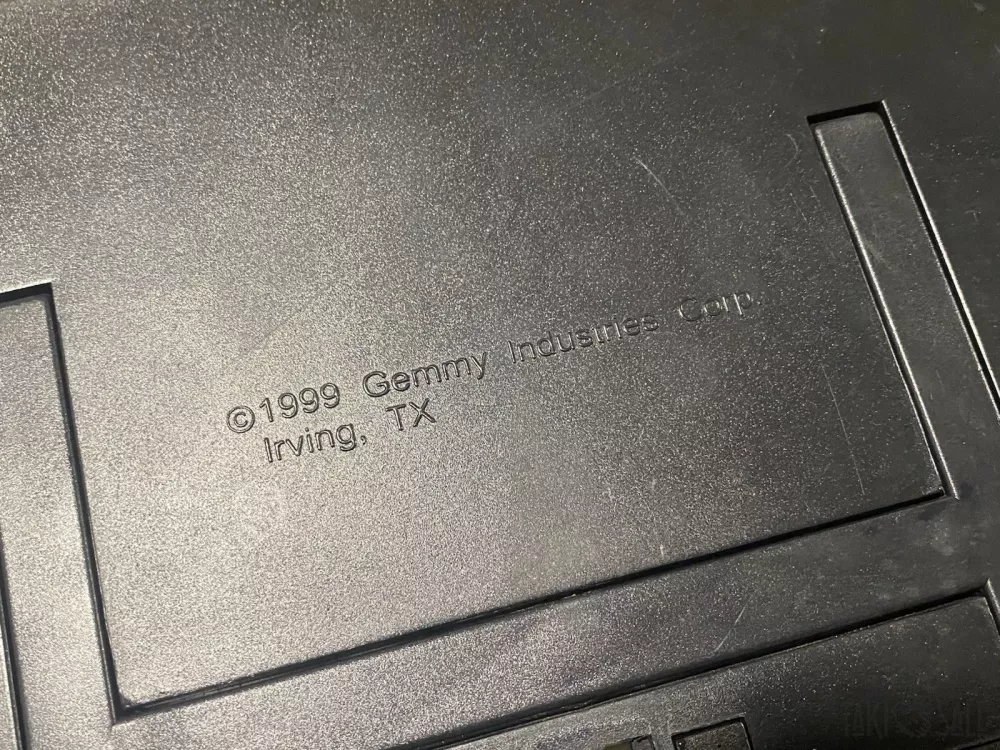 ©1999 Gemmy Industries Corp.
Irving, TX